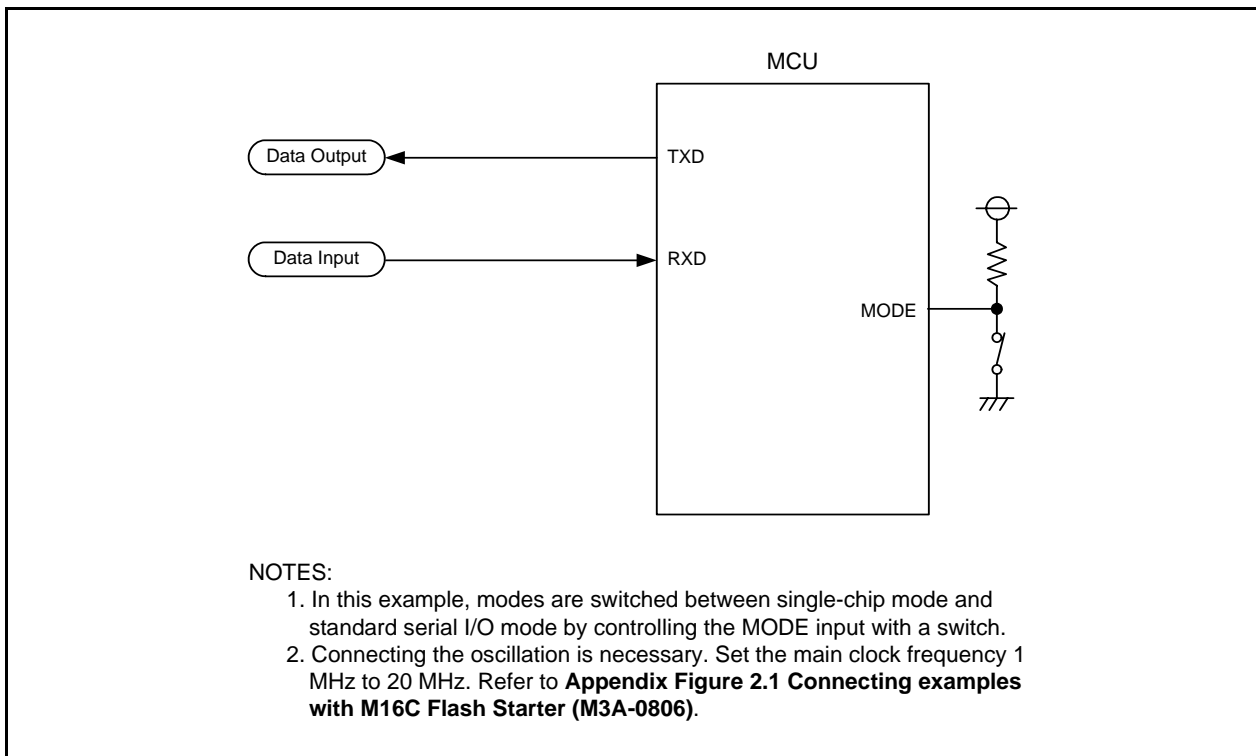 MCU
Data Output
TXD
Data Input
RXD
MODE
NOTES:
1. In this example, modes are switched between single-chip mode and
standard serial I/O mode by controlling the MODE input with a switch.
2. Connecting the oscillation is necessary. Set the main clock frequency 1
MHz to 20 MHz. Refer to Appendix Figure 2.1 Connecting examples
with M16C Flash Starter (M3A-0806).